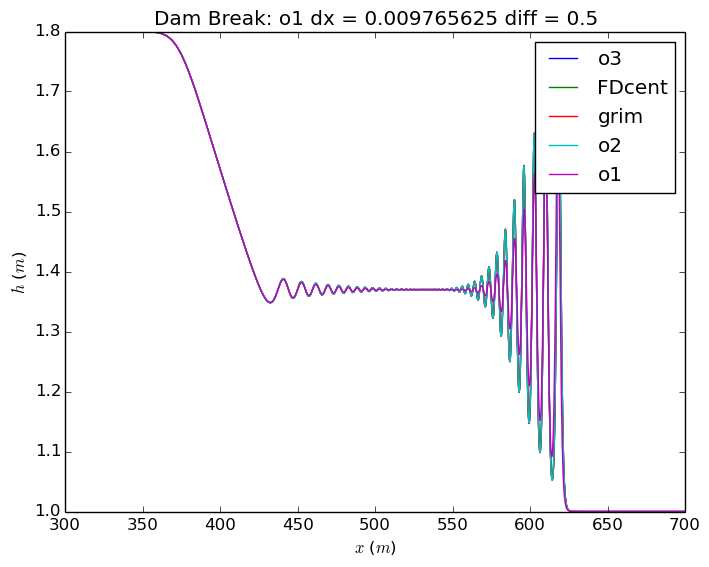 Dam Break: o1 dx = 0.009765625 diff = 0.5
1.8
1.7
1.6
1.5
1.4
1.3
1.2
1.1
1.0
h (m)
o3
FDcent
grim
o2
o1
300
350
400
450
500
550
600
650
700
x (m)